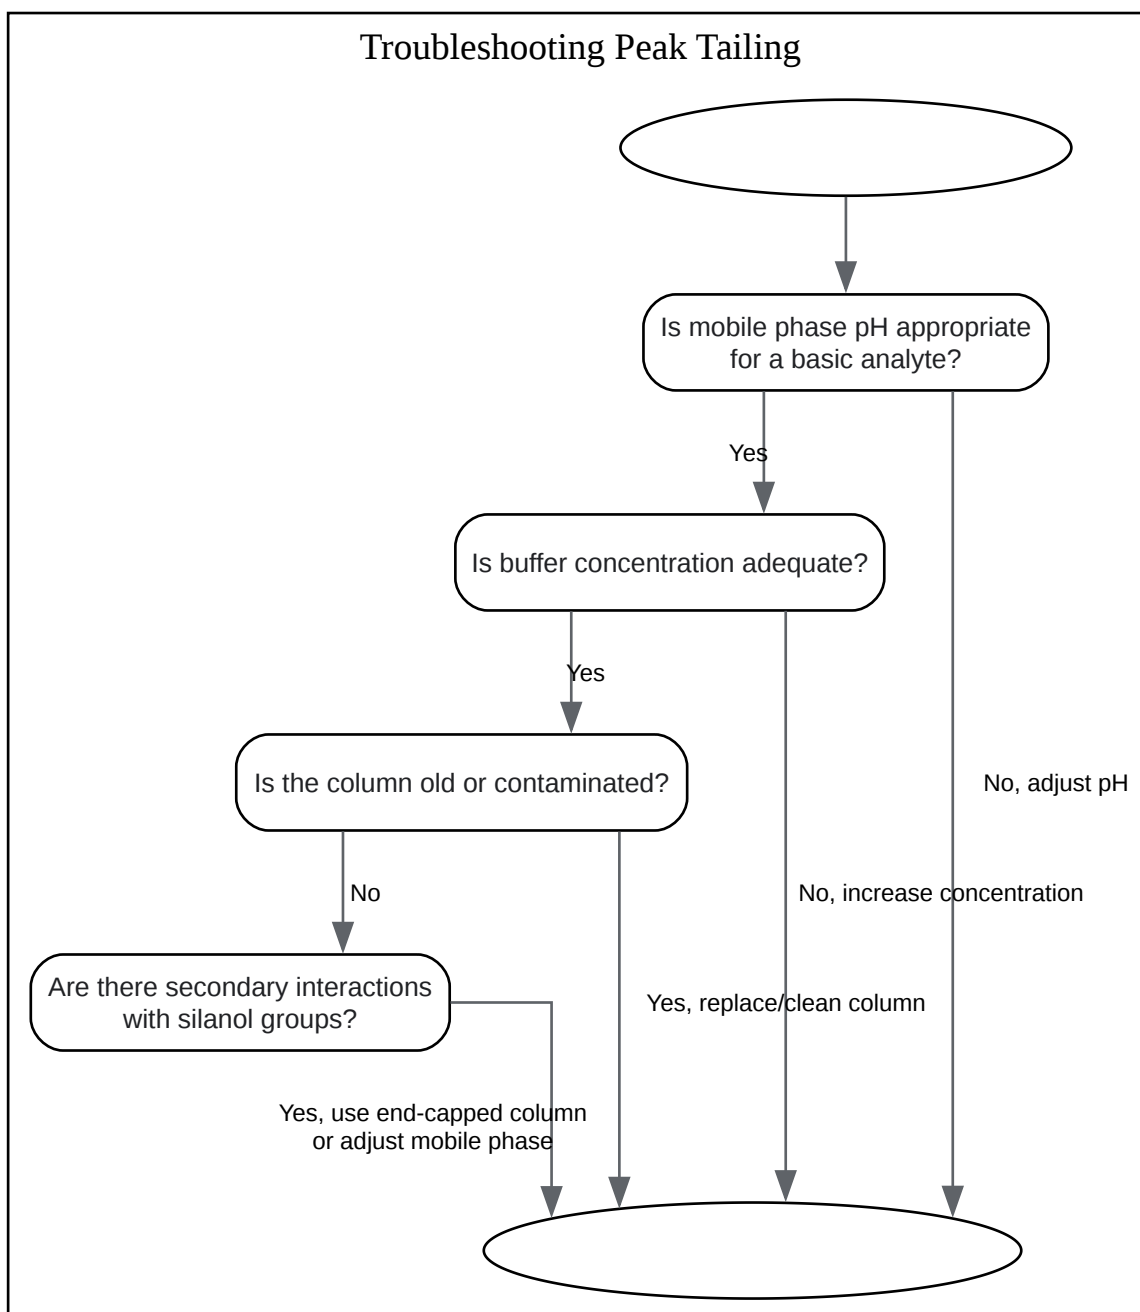 Troubleshooting Peak Tailing
Is mobile phase pH appropriate
for a basic analyte?
Yes
Is buffer concentration adequate?
Yes
Is the column old or contaminated?
No, adjust pH
No
No, increase concentration
Are there secondary interactions
with silanol groups?
Yes, replace/clean column
Yes, use end-capped column
or adjust mobile phase